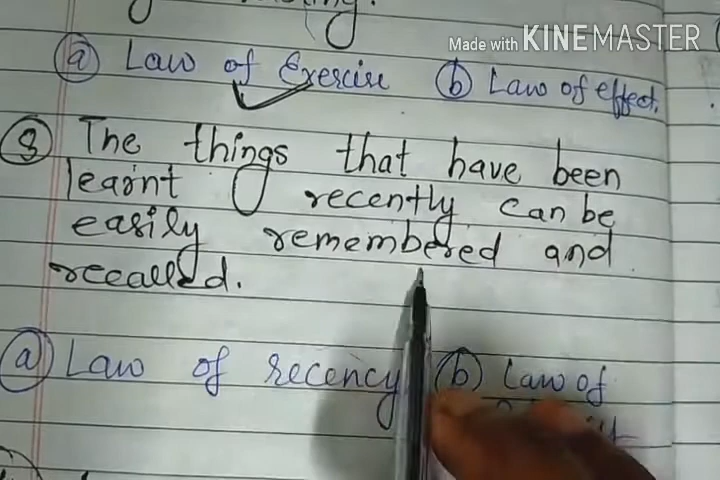 Made with KINEMASTER
(a) Law of Exercise (b) Law of effect.
(3) The things that have been
learnt recently can be
easily remembered and
recalled.
(a) Law of recency (b) Law of